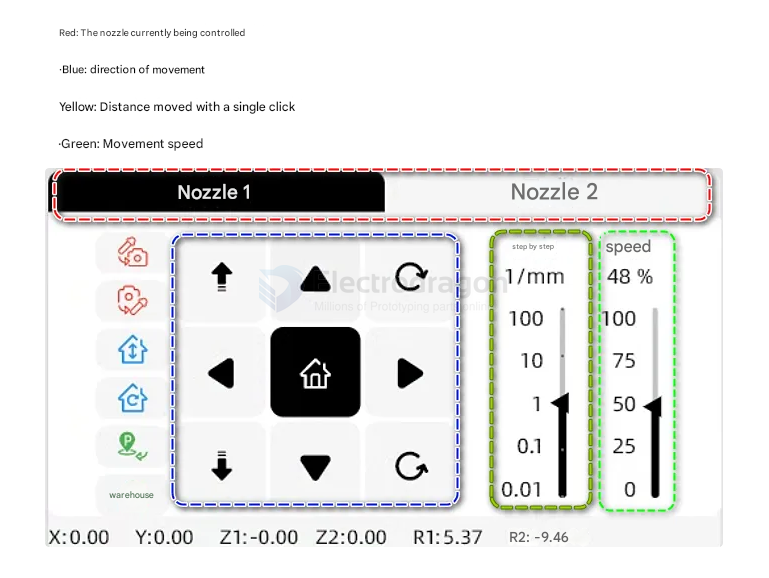 Red: The nozzle currently being controlled
·Blue: direction of movement
Yellow: Distance moved with a single click
·Green: Movement speed
Nozzle 1 Nozzle 2
step by step speed
1/mm 48 %
Electrodragon
Millions of Prototyping part online
100 100
10 75
1 50
0.1 25
0.01 0
P
warehouse
X:0.00 Y:0.00 Z1:-0.00 Z2:0.00 R1:5.37 R2: -9.46